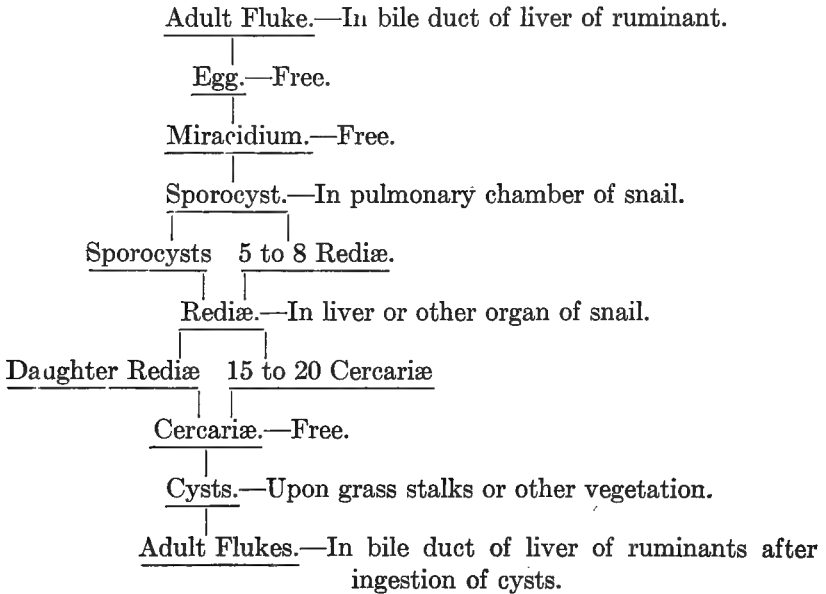 Adult Fluke.—In bile duct of liver of ruminant.
Egg.—Free.
Miracidium.—Free.
Sporocyst.—In pulmonary chamber of snail.
Sporocysts 5 to 8 Rediæ.
Rediæ.—In liver or other organ of snail.
Daughter Rediæ 15 to 20 Cercariæ
Cercariæ.—Free.
Cysts.—Upon grass stalks or other vegetation.
Adult Flukes.—In bile duct of liver of ruminants after
ingestion of cysts.